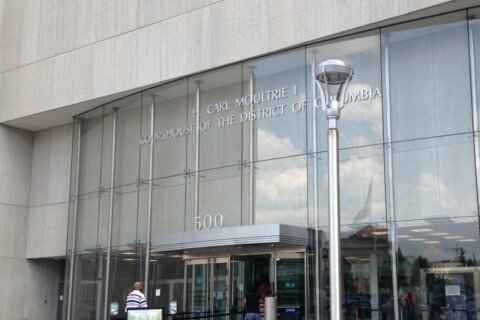 H. CARL MOULTRIE I
COURTHOUSE OF THE DISTRICT OF COLUMBIA
500